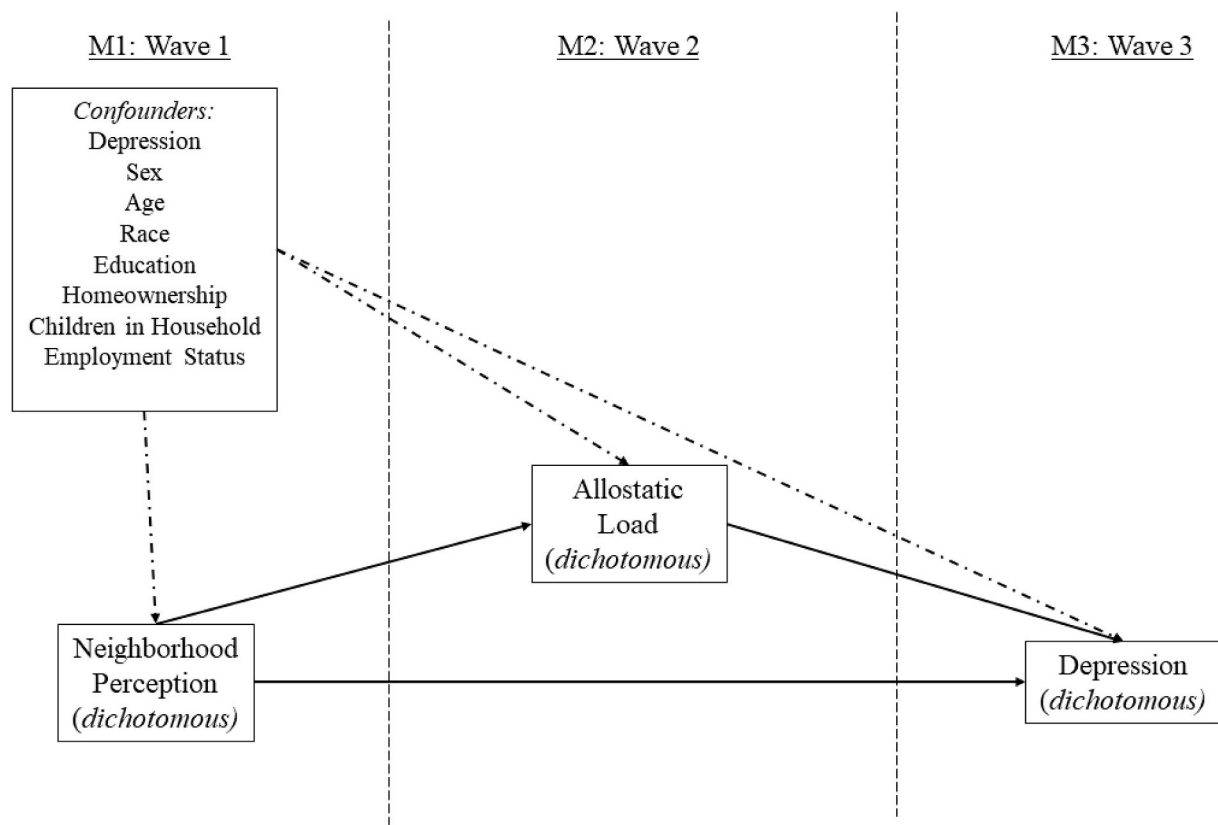 M1: Wave 1
M2: Wave 2
M3: Wave 3
Confounders:
Depression
Sex
Age
Race
Education
Homeownership
Children in Household
Employment Status
Allostatic
Load
(dichotomous)
Neighborhood
Perception
(dichotomous)
Depression
(dichotomous)